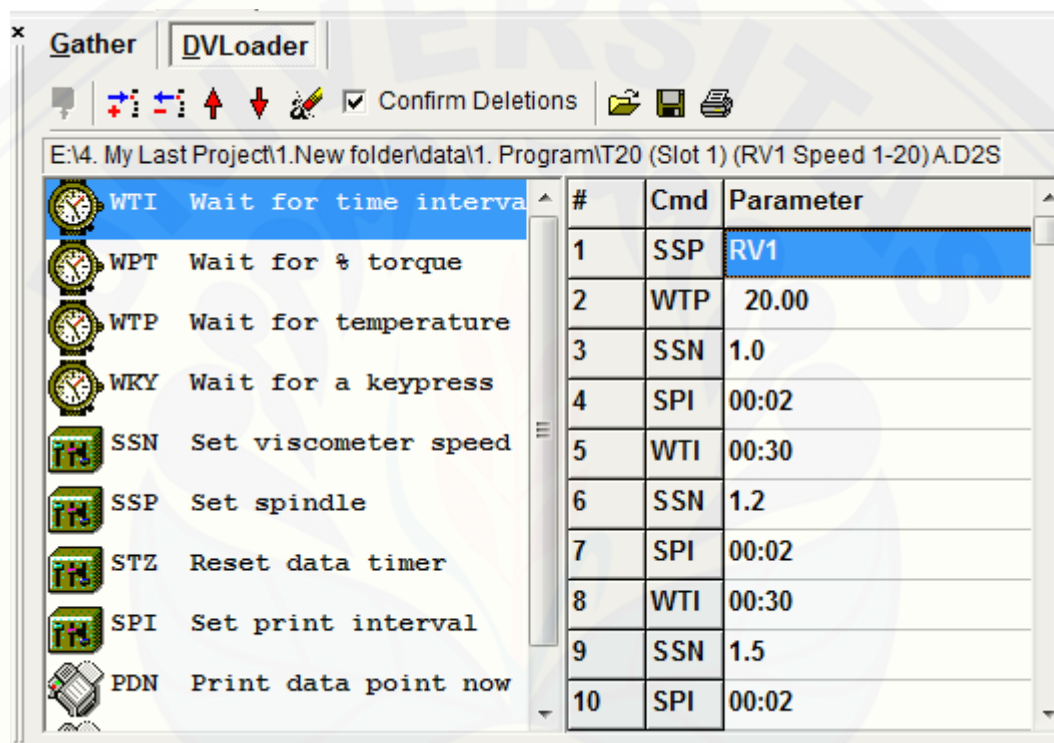 Gather DVLoader
Confirm Deletions
E:\4. My Last Project\1.New folder\data\1. Program\T20 (Slot 1) (RV1 Speed 1-20) A.D2S
WTI Wait for time interva
WPT Wait for % torque
WTP Wait for temperature
WKY Wait for a keypress
SSN Set viscometer speed
SSP Set spindle
STZ Reset data timer
SPI Set print interval
PDN Print data point now
# Cmd Parameter
1 SSP RV1
2 WTP 20.00
3 SSN 1.0
4 SPI 00:02
5 WTI 00:30
6 SSN 1.2
7 SPI 00:02
8 WTI 00:30
9 SSN 1.5
10 SPI 00:02